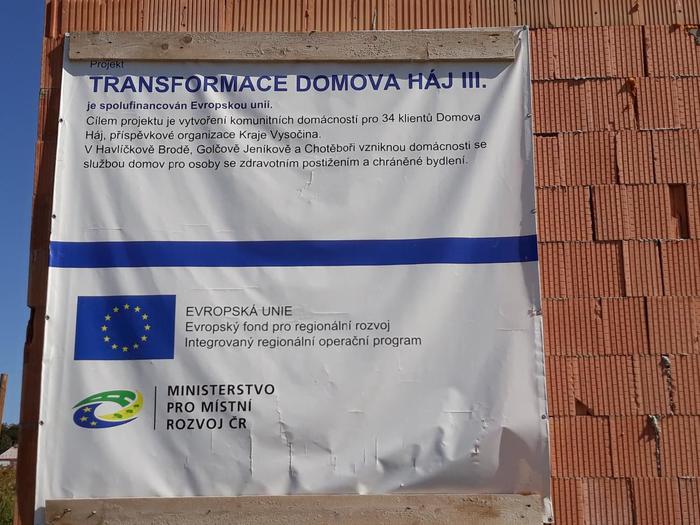 Projekt
TRANSFORMACE DOMOVA HÁJ III.
je spolufinancován Evropskou unií.
Cílem projektu je vytvoření komunitních domácností pro 34 klientů Domova
Háj, příspěvkové organizace Kraje Vysočina.
V Havlíčkově Brodě, Golčově Jeníkově a Chotěboři vzniknou domácnosti se
službou domov pro osoby se zdravotním postižením a chráněné bydlení.
EVROPSKÁ UNIE
Evropský fond pro regionální rozvoj
Integrovaný regionální operační program
MINISTERSTVO
PRO MÍSTNÍ
ROZVOJ ČR